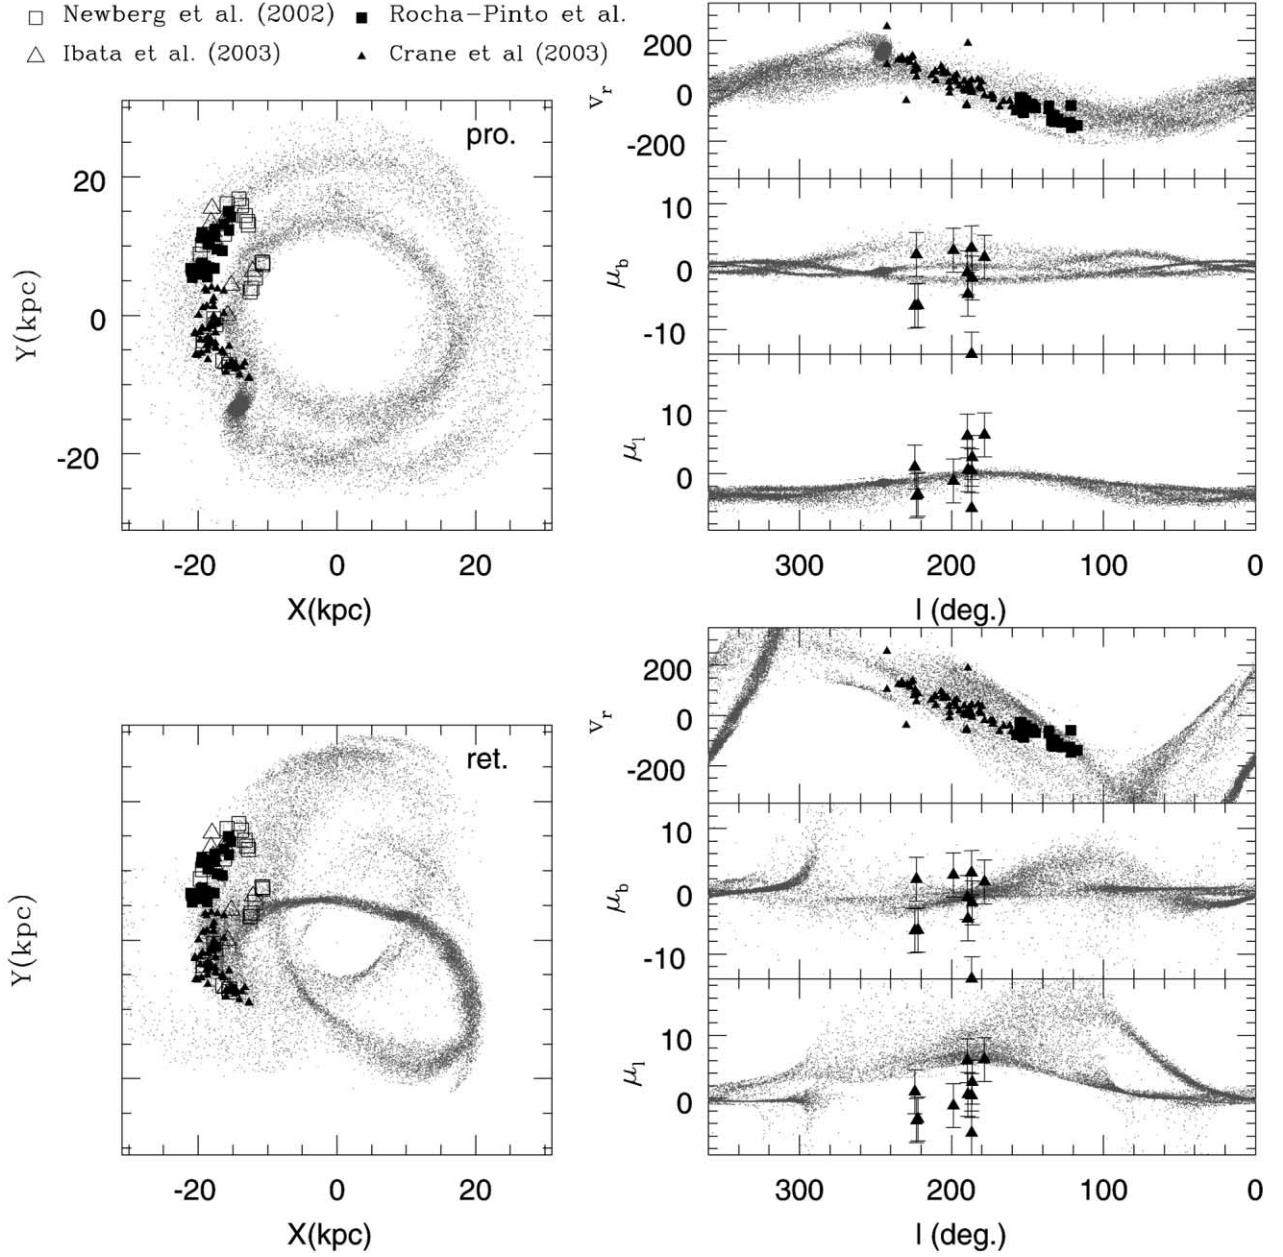 Newberg et al. (2002)
Rocha-Pinto et al.
Ibata et al. (2003)
Crane et al (2003)
pro.
20
0
-20
Y(kpc)
-20 0 20
X(kpc)
200
0
-200
v_r
10
0
-10
μ_b
10
0
μ_l
300 200 100 0
l (deg.)
ret.
Y(kpc)
-20 0 20
X(kpc)
200
0
-200
v_r
10
0
-10
μ_b
10
0
μ_l
300 200 100 0
l (deg.)